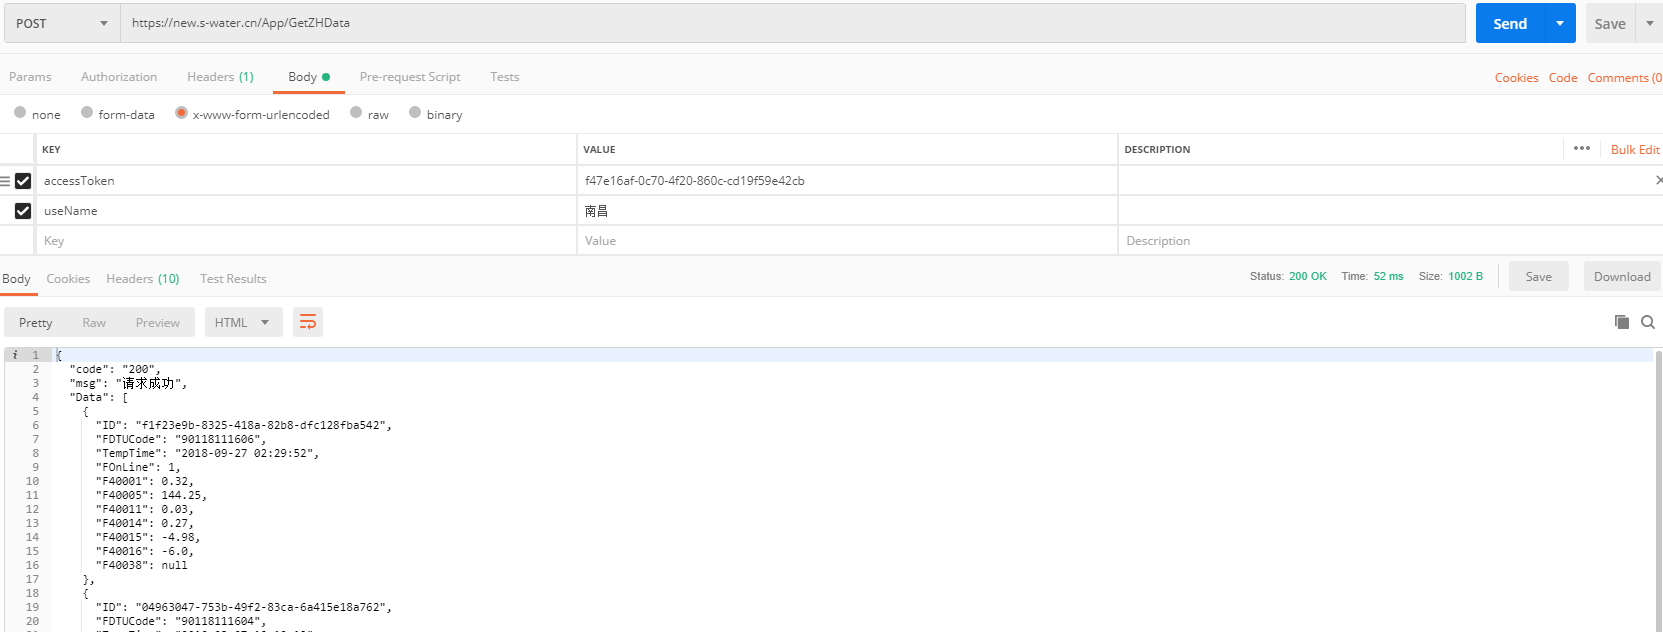 POST https://new.s-water.cn/App/GetZHData Send Save
Params Authorization Headers (1) Body Pre-request Script Tests Cookies Code Comments (0
none form-data x-www-form-urlencoded raw binary
KEY VALUE DESCRIPTION ••• Bulk Edit
accessToken f47e16af-0c70-4f20-860c-cd19f59e42cb
useName 南昌
Key Value Description
Body Cookies Headers (10) Test Results Status: 200 OK Time: 52 ms Size: 1002 B Save Download
Pretty Raw Preview HTML
i 1 {
2 "code": "200",
3 "msg": "请求成功",
4 "Data": [
5 {
6 "ID": "f1f23e9b-8325-418a-82b8-dfc128fba542",
7 "FDTUCode": "90118111606",
8 "TempTime": "2018-09-27 02:29:52",
9 "FOnLine": 1,
10 "F40001": 0.32,
11 "F40005": 144.25,
12 "F40011": 0.03,
13 "F40014": 0.27,
14 "F40015": -4.98,
15 "F40016": -6.0,
16 "F40038": null
17 },
18 {
19 "ID": "04963047-753b-49f2-83ca-6a415e18a762",
20 "FDTUCode": "90118111604",